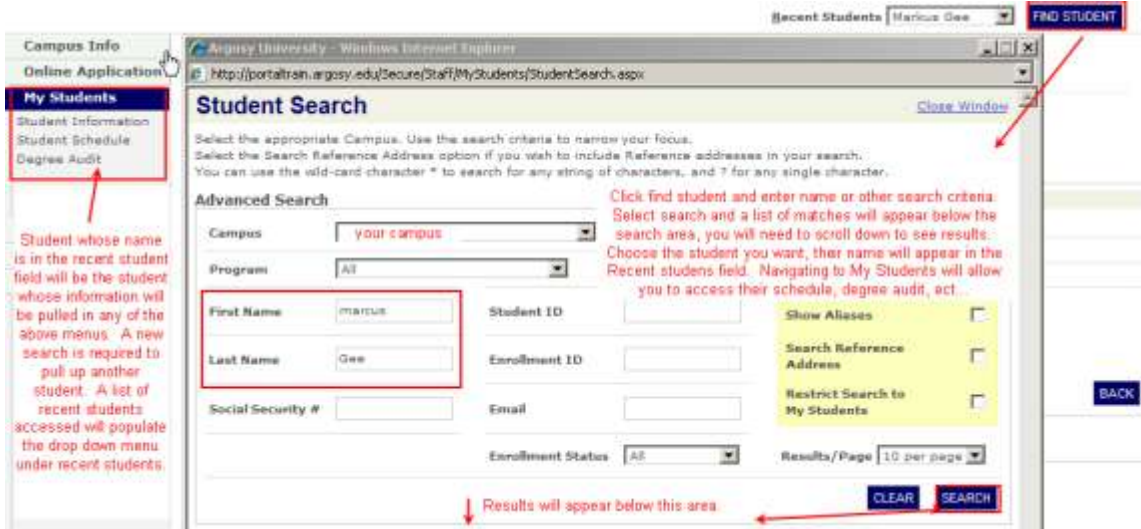 Recent Students Markus Gee FIND STUDENT
Campus Info
Online Application
My Students
Student Information
Student Schedule
Degree Audit
Student whose name
is in the recent student
field will be the student
whose information will
be pulled in any of the
above menus. A new
search is required to
pull up another
student. A list of
recent students
accessed will populate
the drop down menu
under recent students.
Argosy University - Windows Internet Explorer
http://portaltrain.argosy.edu/Secure/Staff/MyStudents/StudentSearch.aspx
Student Search
Close Window
Select the appropriate Campus. Use the search criteria to narrow your focus.
Select the Search Reference Address option if you wish to include Reference addresses in your search.
You can use the wild-card character * to search for any string of characters, and ? for any single character.
Advanced Search
Click find student and enter name or other search criteria.
Select search and a list of matches will appear below the
search area, you will need to scroll down to see results.
Choose the student you want, ther name will appear in the
Recent studens field. Navigating to My Students will allow
you to access their schedule, degree audit, ect...
Campus your campus
Program All
First Name marcus Student ID Show Aliases
Last Name Gee Enrollment ID Search Reference
Address
Social Security # Email Restrict Search to
My Students
BACK
Enrollment Status All Results/Page 10 per page
CLEAR SEARCH
Results will appear below this area